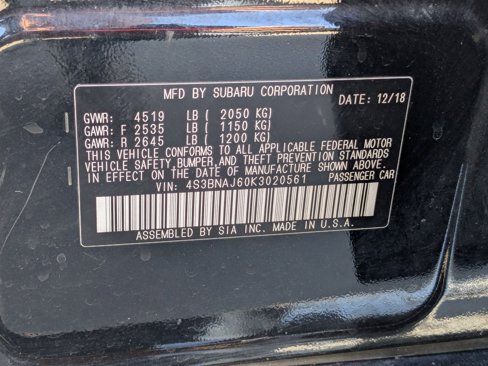 MFD BY SUBARU CORPORATION
DATE: 12/18
GVWR: 4519 LB ( 2050 KG)
GAWR: F 2535 LB ( 1150 KG)
GAWR: R 2645 LB ( 1200 KG)
THIS VEHICLE CONFORMS TO ALL APPLICABLE FEDERAL MOTOR
VEHICLE SAFETY, BUMPER, AND THEFT PREVENTION STANDARDS
IN EFFECT ON THE DATE OF MANUFACTURE SHOWN ABOVE.
VIN: 4S3BNAJ60K3020561 PASSENGER CAR
ASSEMBLED BY SIA INC. MADE IN U.S.A.